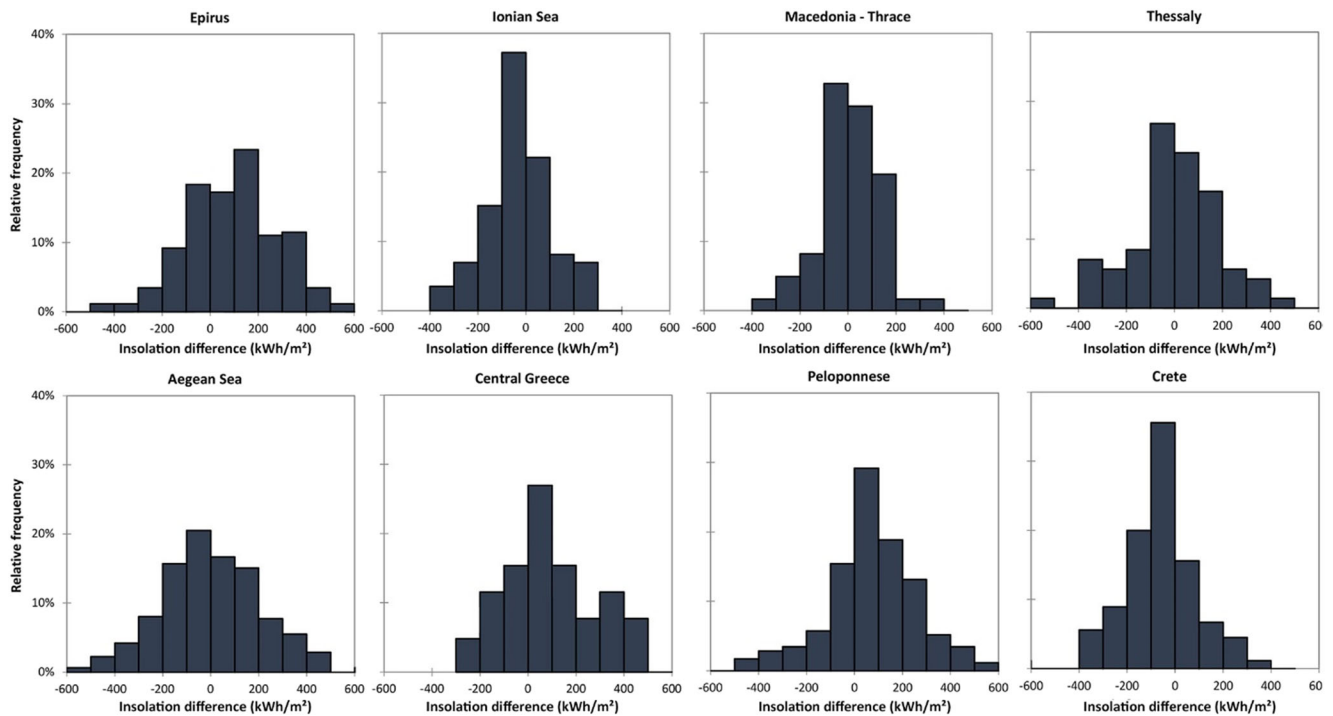 Epirus
Ionian Sea
Macedonia - Thrace
Thessaly
Relative frequency
40%
30%
20%
10%
0%
-600 -400 -200 0 200 400 600
-600 -400 -200 0 200 400 600
-600 -400 -200 0 200 400 600
-600 -400 -200 0 200 400 600
Insolation difference (kWh/m²)
Insolation difference (kWh/m²)
Insolation difference (kWh/m²)
Insolation difference (kWh/m²)
Aegean Sea
Central Greece
Peloponnese
Crete
Relative frequency
40%
30%
20%
10%
0%
-600 -400 -200 0 200 400 600
-600 -400 -200 0 200 400 600
-600 -400 -200 0 200 400 600
-600 -400 -200 0 200 400 60
Insolation difference (kWh/m²)
Insolation difference (kWh/m²)
Insolation difference (kWh/m²)
Insolation difference (kWh/m²)